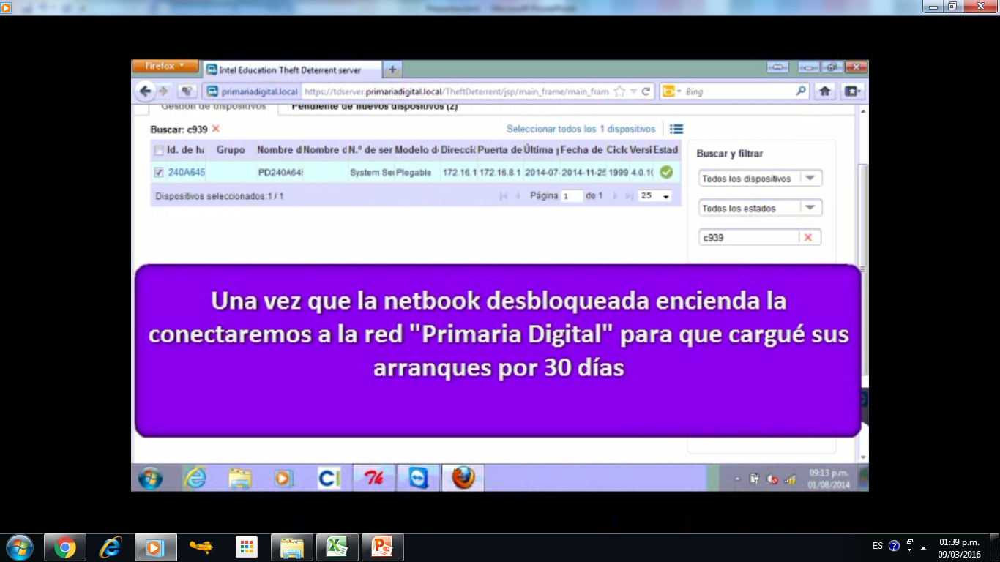 Firefox
Intel Education Theft Deterrent server
primariadigital.local
https://tdserver.primariadigital.local/TheftDeterrent/jsp/main_frame/main_fram
Bing
Gestión de dispositivos
Pendiente de nuevos dispositivos (2)
Buscar: c939
Seleccionar todos los 1 dispositivos
Id. de ha Grupo Nombre d Nombre d N.º de ser Modelo de Direcció Puerta de Última Fecha de Ciclo Versi Estad
240A645 PD240A64 System Se Plegable 172.16.1 172.16.8.1 2014-07- 2014-11-25 1999 4.0.1
Dispositivos seleccionados:1 / 1
Página 1 de 1 25
Buscar y filtrar
Todos los dispositivos
Todos los estados
c939
Una vez que la netbook desbloqueada encienda la
conectaremos a la red "Primaria Digital" para que cargué sus
arranques por 30 días
09:13 p.m.
01/08/2014
ES
01:39 p.m.
09/03/2016